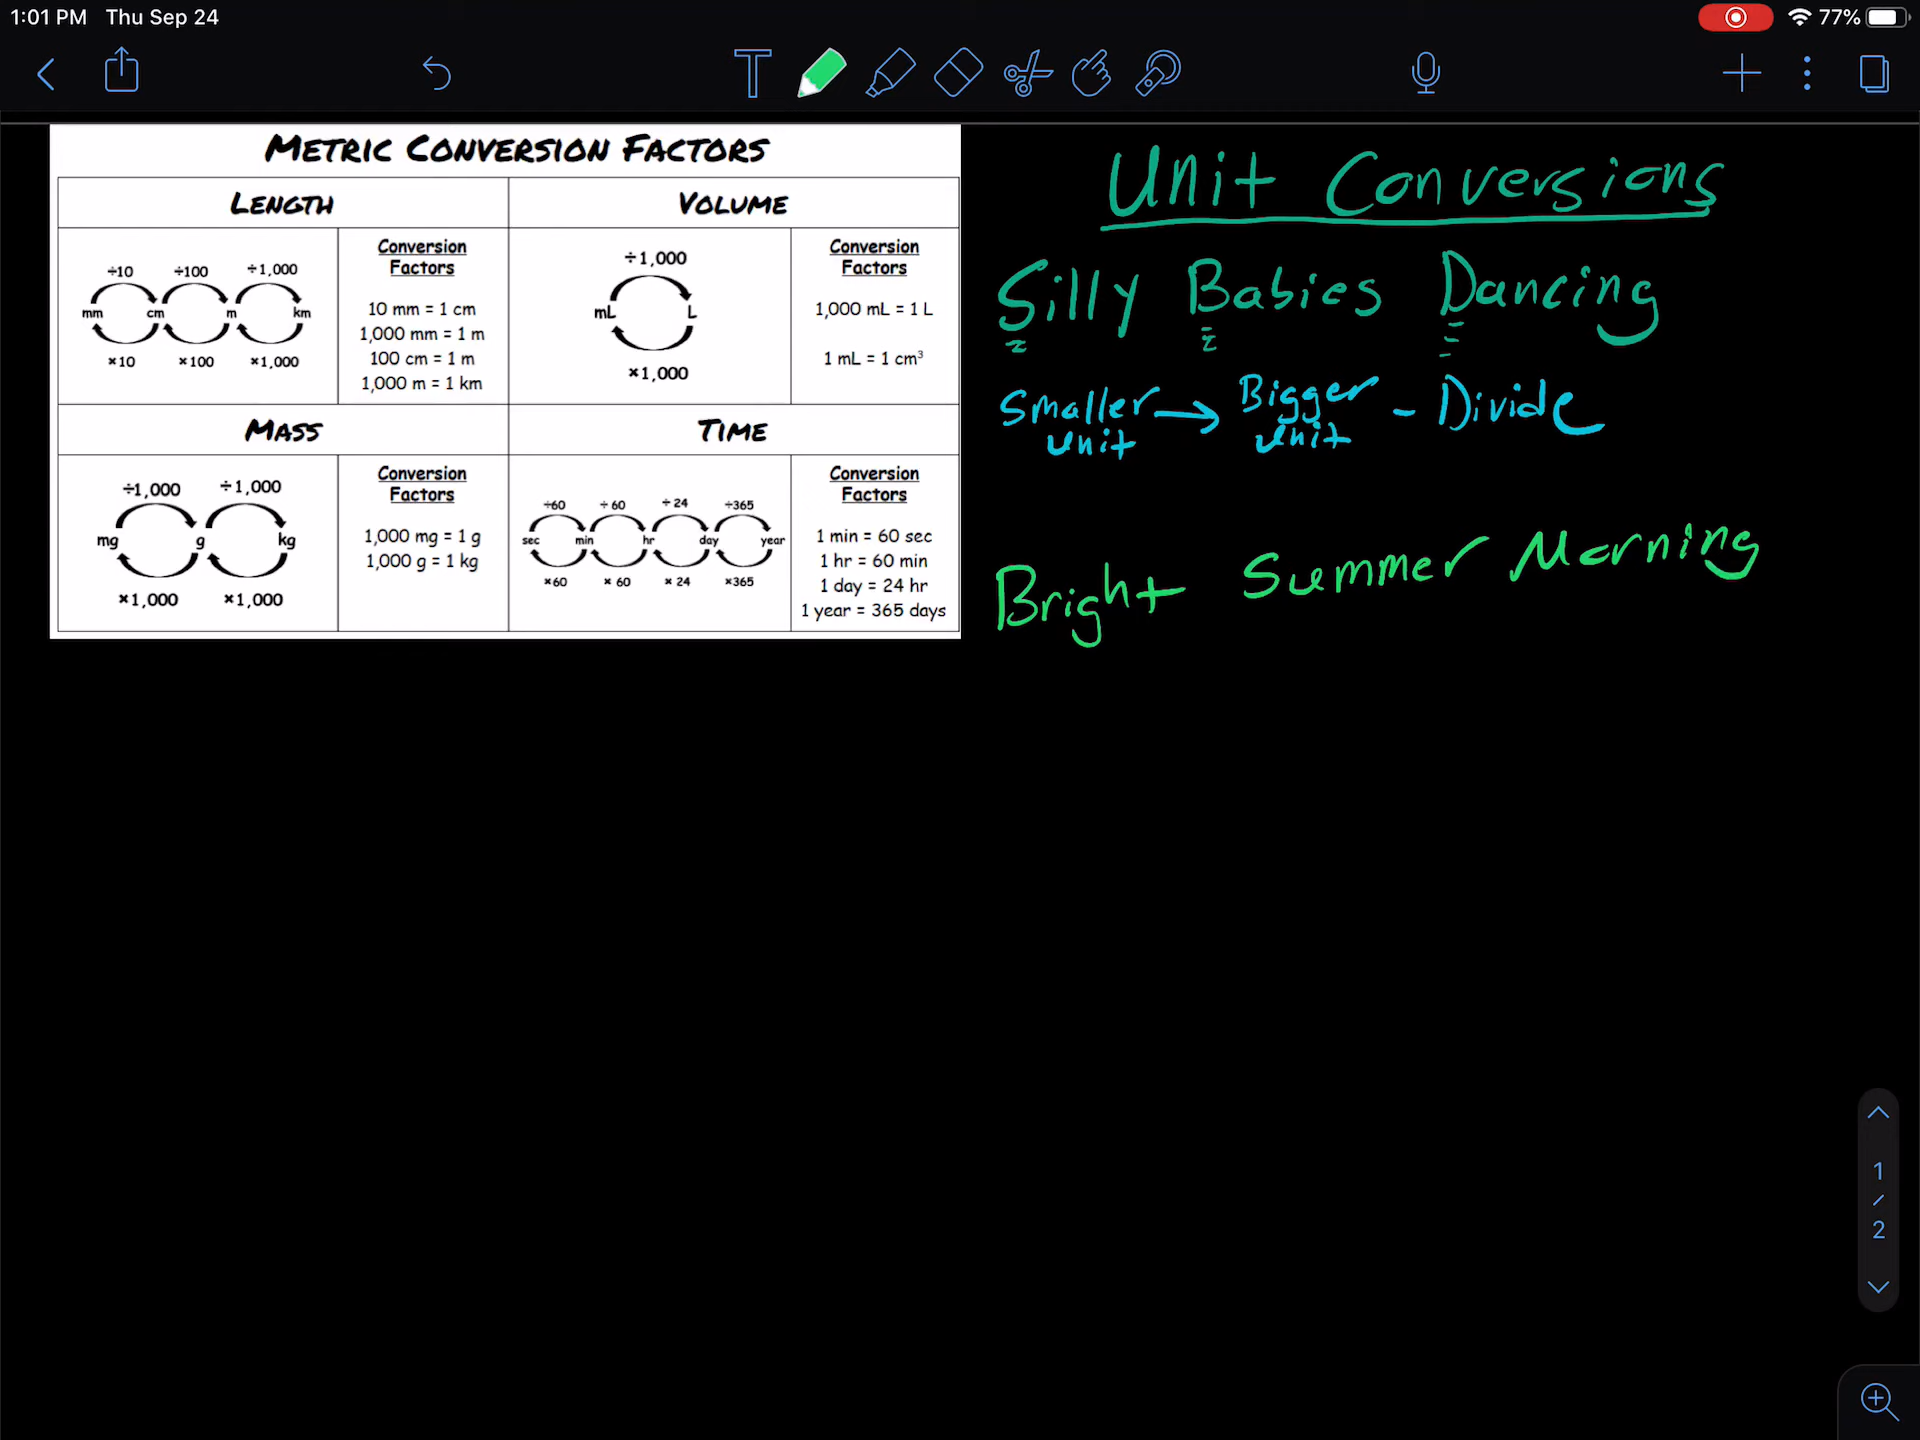 1:01 PM Thu Sep 24
77%
METRIC CONVERSION FACTORS
LENGTH
÷10 ÷100 ÷1,000
mm cm m km
×10 ×100 ×1,000
Conversion
Factors
10 mm = 1 cm
1,000 mm = 1 m
100 cm = 1 m
1,000 m = 1 km
VOLUME
÷1,000
mL L
×1,000
Conversion
Factors
1,000 mL = 1 L
1 mL = 1 cm³
MASS
÷1,000 ÷1,000
mg g kg
×1,000 ×1,000
Conversion
Factors
1,000 mg = 1 g
1,000 g = 1 kg
TIME
÷60 ÷60 ÷24 ÷365
sec min hr day year
×60 ×60 ×24 ×365
Conversion
Factors
1 min = 60 sec
1 hr = 60 min
1 day = 24 hr
1 year = 365 days
Unit Conversions
Silly Babies Dancing
Smaller unit → Bigger unit - Divide
Bright Summer Morning
1
/
2